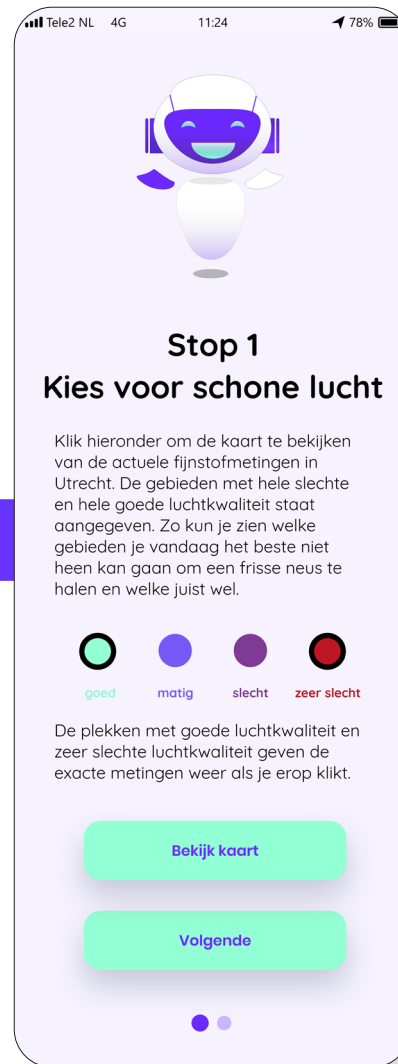 Tele2 NL 4G 11:24 78%
Stop 1
Kies voor schone lucht
Klik hieronder om de kaart te bekijken
van de actuele fijnstofmetingen in
Utrecht. De gebieden met hele slechte
en hele goede luchtkwaliteit staat
aangegeven. Zo kun je zien welke
gebieden je vandaag het beste niet
heen kan gaan om een frisse neus te
halen en welke juist wel.
goed matig slecht zeer slecht
De plekken met goede luchtkwaliteit en
zeer slechte luchtkwaliteit geven de
exacte metingen weer als je erop klikt.
Bekijk kaart
Volgende